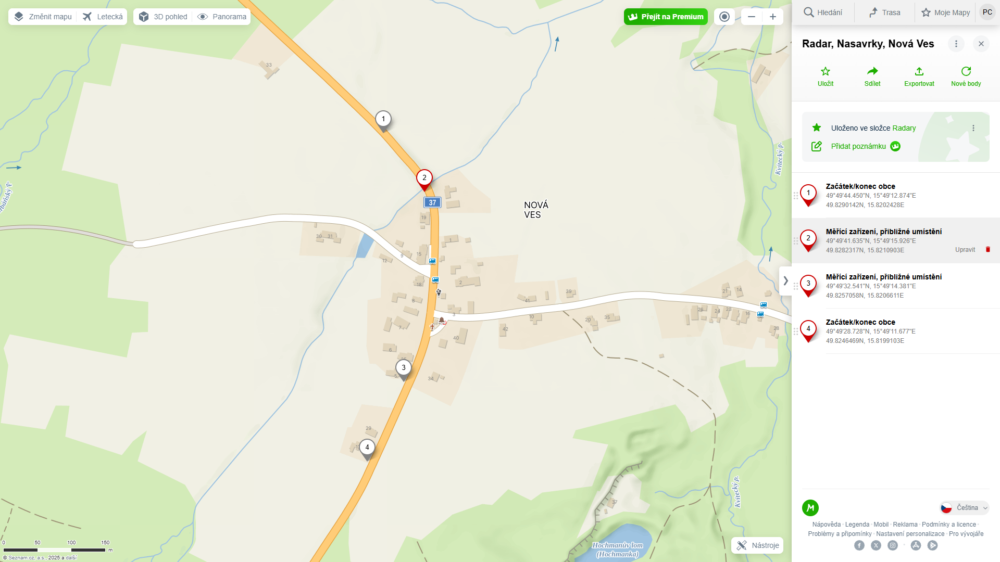 Změnit mapu
Letecká
3D pohled
Panorama
Přejít na Premium
Hledání
Trasa
Moje Mapy
PC
Radar, Nasavrky, Nová Ves
Uložit
Sdílet
Exportovat
Nové body
Uloženo ve složce Radary
Přidat poznámku
1
Začátek/konec obce
49°49'44.450"N, 15°49'12.874"E
49.8290142N, 15.8202428E
2
Měřící zařízení, přibližné umístění
49°49'41.635"N, 15°49'15.926"E
49.8282317N, 15.8210903E
Upravit
3
Měřící zařízení, přibližné umístění
49°49'32.541"N, 15°49'14.381"E
49.8257058N, 15.8206611E
4
Začátek/konec obce
49°49'28.728"N, 15°49'11.677"E
49.8246469N, 15.8199103E
Čeština
Nápověda · Legenda · Mobil · Reklama · Podmínky a licence ·
Problémy a připomínky · Nastavení personalizace · Pro vývojáře
33
1
2
37
NOVÁ
VES
Kvítecký p.
19
30 31
1
9
15
12
18
2
8
41
39
21
14
3
10
20
35
26
24
23
16
7
42
28
40
6
25
3
5
34
29
4
37
Kvítecký p.
Hochmanův lom
(Hochmanka)
Nástroje
0 50 100 150
m
© Seznam.cz, a.s., 2025 a další